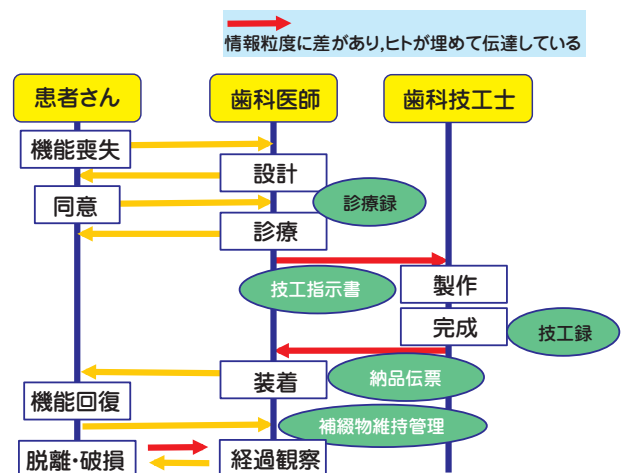 情報粒度に差があり,ヒトが埋めて伝達している
患者さん
歯科医師
歯科技工士
機能喪失
設計
同意
診療録
診療
技工指示書
製作
完成
技工録
装着
納品伝票
機能回復
補綴物維持管理
脱離・破損
経過観察